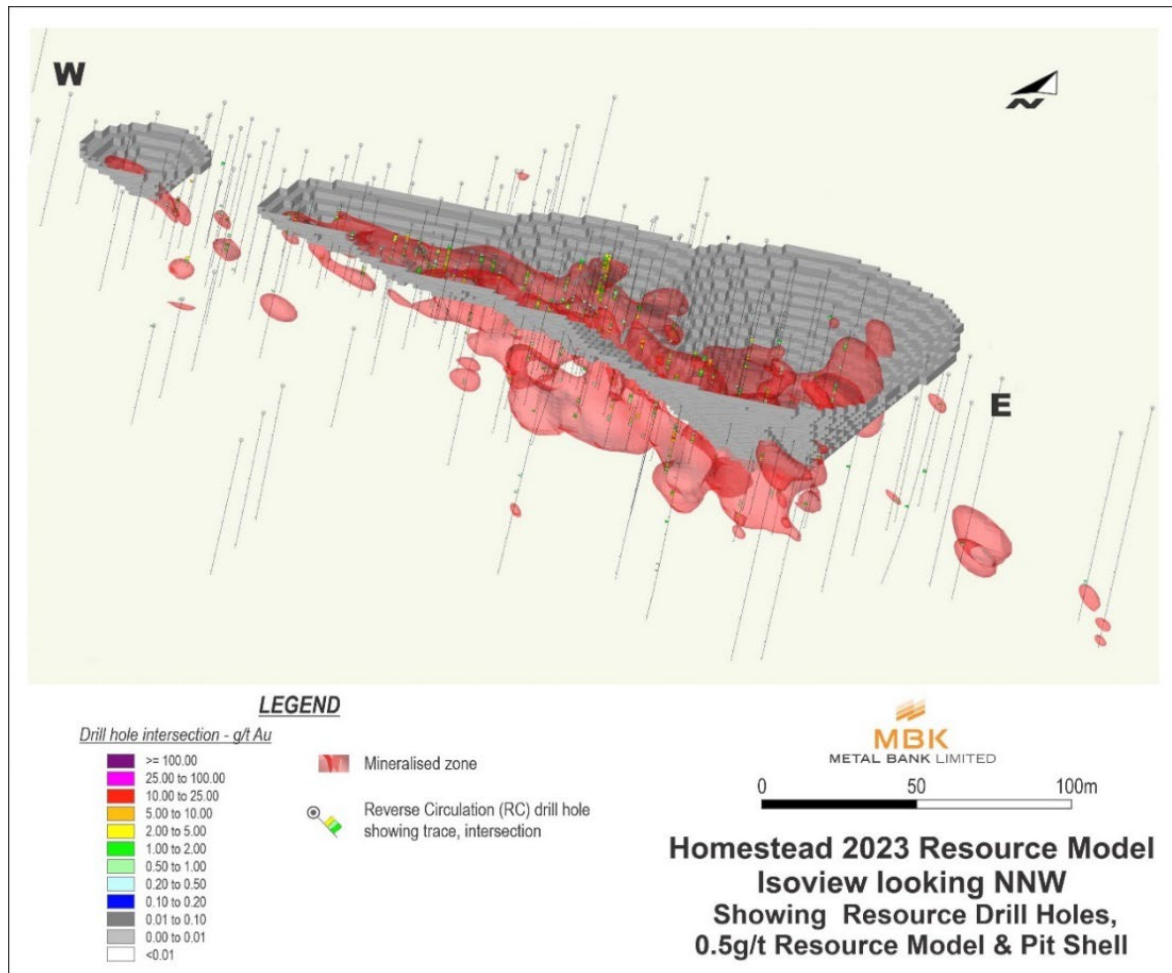 W
N
E
LEGEND
Drill hole intersection - g/t Au
>= 100.00
25.00 to 100.00
10.00 to 25.00
5.00 to 10.00
2.00 to 5.00
1.00 to 2.00
0.50 to 1.00
0.20 to 0.50
0.10 to 0.20
0.01 to 0.10
0.00 to 0.01
<0.01
Mineralised zone
Reverse Circulation (RC) drill hole
showing trace, intersection
MBK
METAL BANK LIMITED
0 50 100m
Homestead 2023 Resource Model
Isoview looking NNW
Showing Resource Drill Holes,
0.5g/t Resource Model & Pit Shell